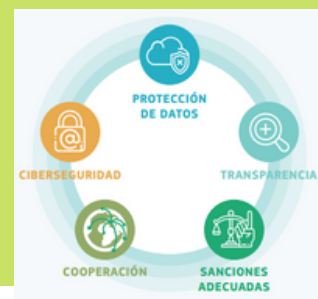 PROTECCIÓN
DE DATOS
CIBERSEGURIDAD
TRANSPARENCIA
COOPERACIÓN
SANCIONES
ADECUADAS